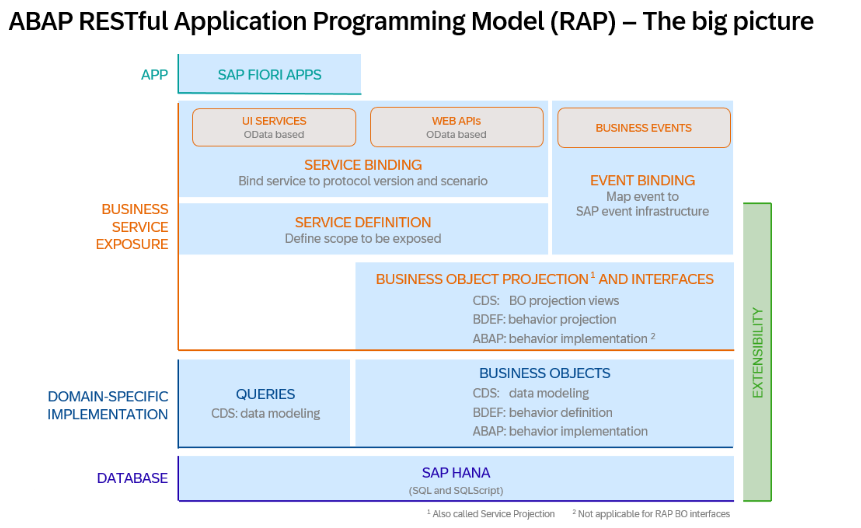 ABAP RESTful Application Programming Model (RAP) – The big picture
APP
SAP FIORI APPS
UI SERVICES
OData based
WEB APIs
OData based
BUSINESS EVENTS
SERVICE BINDING
Bind service to protocol version and scenario
EVENT BINDING
Map event to
SAP event infrastructure
BUSINESS
SERVICE
EXPOSURE
SERVICE DEFINITION
Define scope to be exposed
BUSINESS OBJECT PROJECTION¹ AND INTERFACES
CDS: BO projection views
BDEF: behavior projection
ABAP: behavior implementation ²
EXTENSIBILITY
DOMAIN-SPECIFIC
IMPLEMENTATION
QUERIES
CDS: data modeling
BUSINESS OBJECTS
CDS: data modeling
BDEF: behavior definition
ABAP: behavior implementation
DATABASE
SAP HANA
(SQL and SQLScript)
¹ Also called Service Projection
² Not applicable for RAP BO interfaces